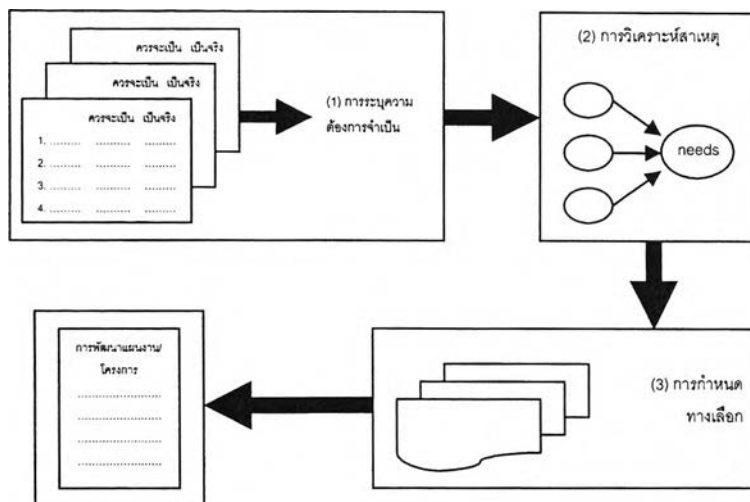 ควรจะเป็น เป็นจริง
ควรจะเป็น เป็นจริง
ควรจะเป็น เป็นจริง
1. ......... ............ .........
2. ......... ............ .........
3. ......... ............ .........
4. ......... ............ .........
(1) การระบุความ
ต้องการจำเป็น
(2) การวิเคราะห์สาเหตุ
needs
(3) การกำหนด
ทางเลือก
การพัฒนาแผนงาน/
โครงการ
..........................
..........................
..........................
..........................